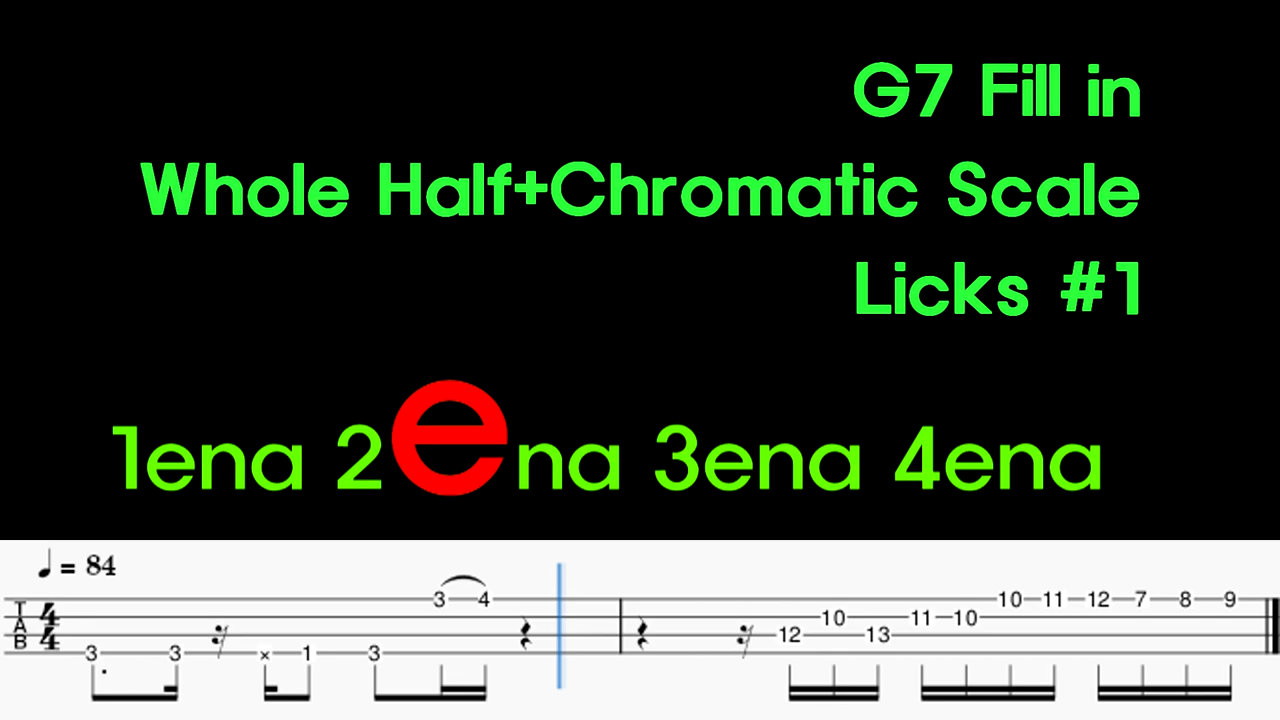 G7 Fill in
Whole Half+Chromatic Scale
Licks #1
1ena 2ena 3ena 4ena
♩ = 84
T A B 4 4
3 4
10 11 12 7 8 9
10 11 10
12 13
3 3 × 1 3